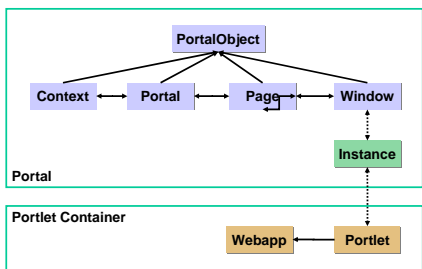 PortalObject
Context Portal Page Window
Instance
Portal
Portlet Container
Webapp Portlet